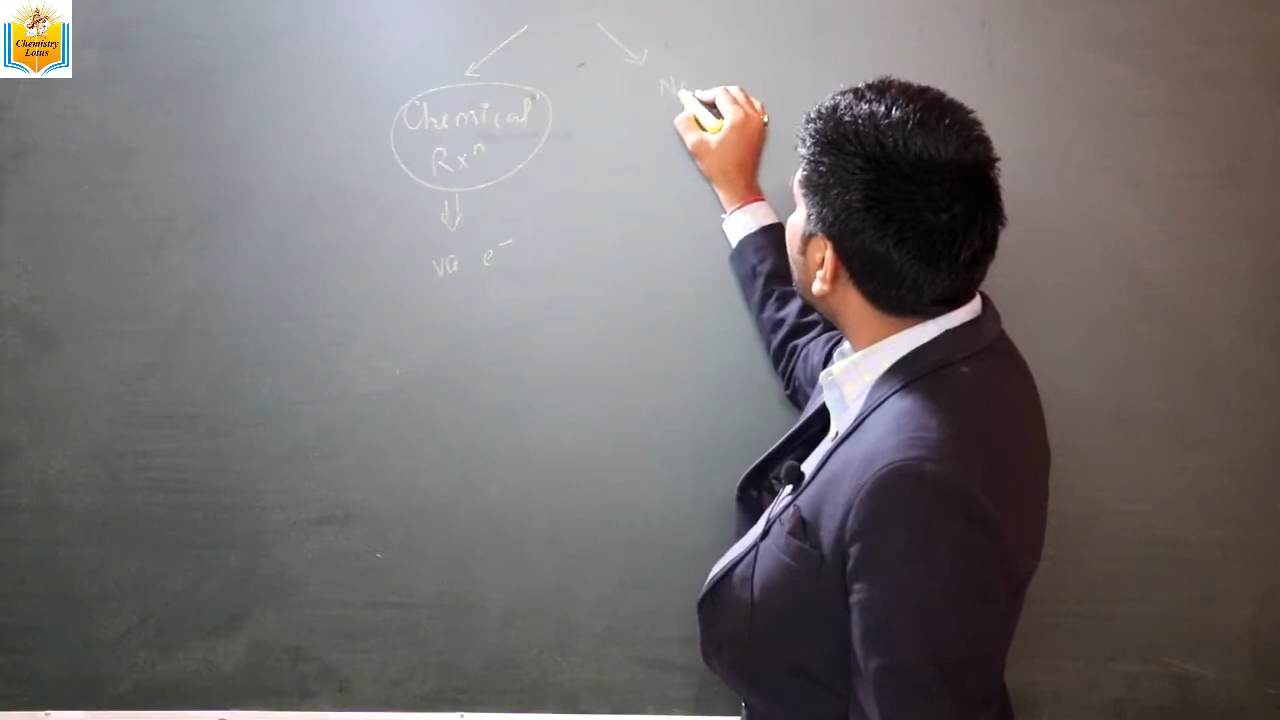 Chemistry
Lotus
Chemical
Rxⁿ
va e⁻